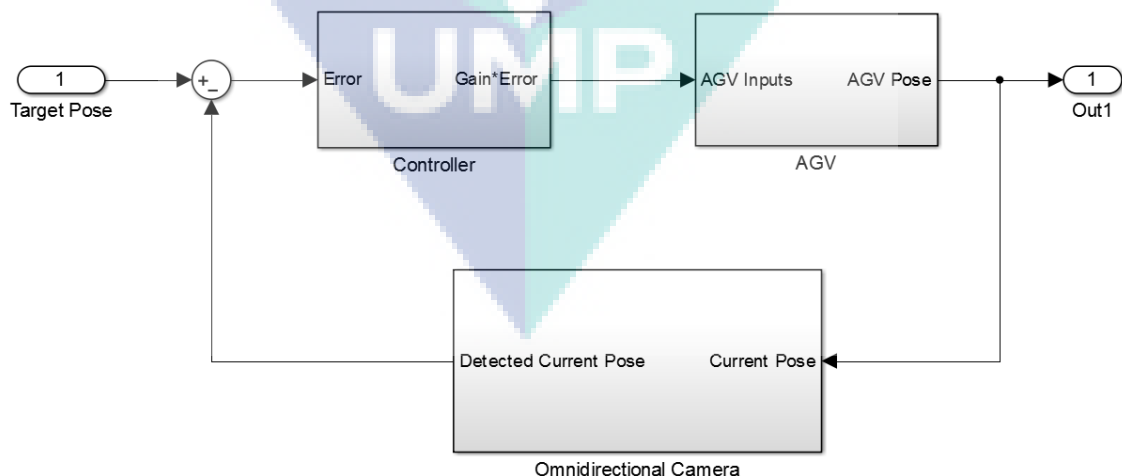 UMP
1
Target Pose
+
−
Error
Gain*Error
Controller
AGV Inputs
AGV Pose
AGV
1
Out1
Detected Current Pose
Current Pose
Omnidirectional Camera